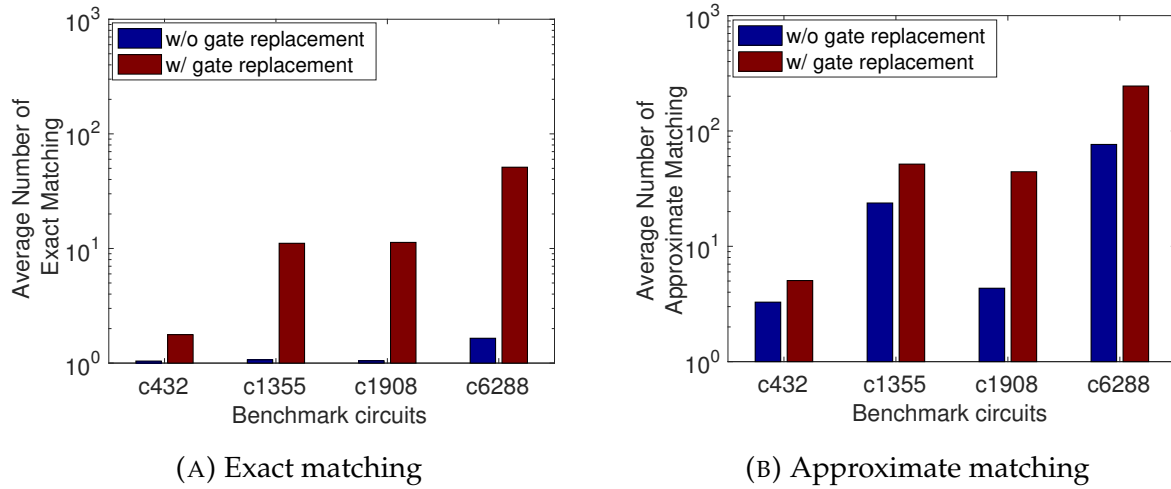 10^3
w/o gate replacement
w/ gate replacement
10^2
10^1
10^0
Average Number of
Exact Matching
c432 c1355 c1908 c6288
Benchmark circuits
(A) Exact matching
10^3
w/o gate replacement
w/ gate replacement
10^2
10^1
10^0
Average Number of
Approximate Matching
c432 c1355 c1908 c6288
Benchmark circuits
(B) Approximate matching